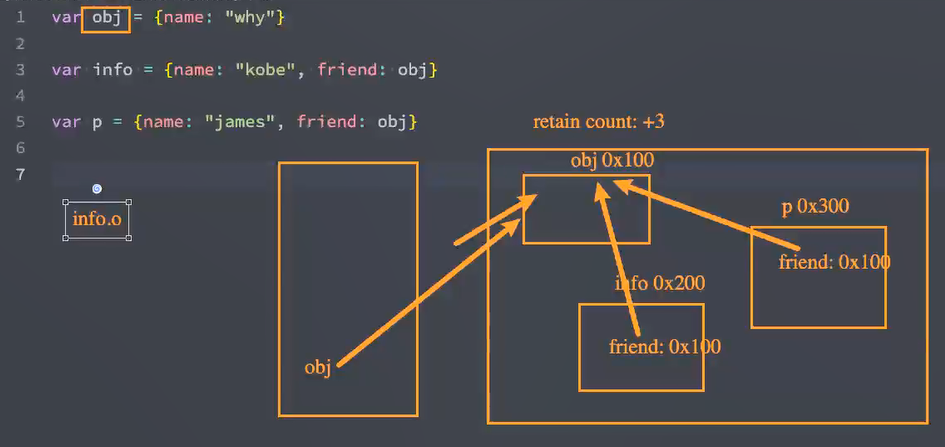 1 var obj = {name: "why"}
2
3 var info = {name: "kobe", friend: obj}
4
5 var p = {name: "james", friend: obj}
6
7
retain count: +3
obj 0x100
p 0x300
info.o
friend: 0x100
info 0x200
friend: 0x100
obj